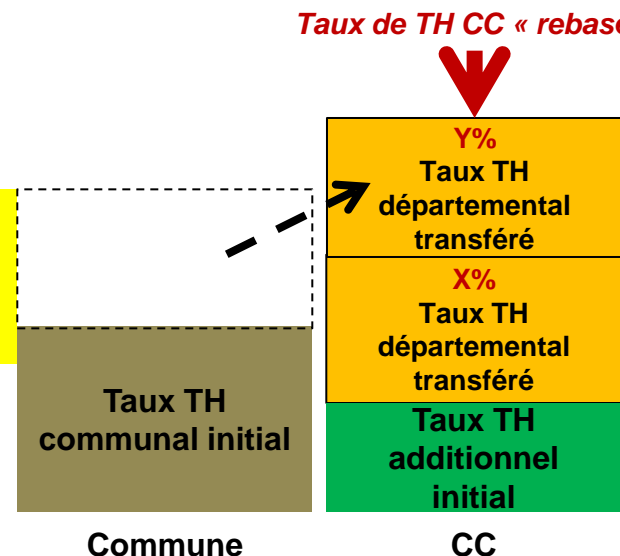 Taux de TH CC « rebasé
Y%
Taux TH
départemental
transféré
X%
Taux TH
départemental
transféré
Taux TH
communal initial
Taux TH
additionnel
initial
Commune
CC